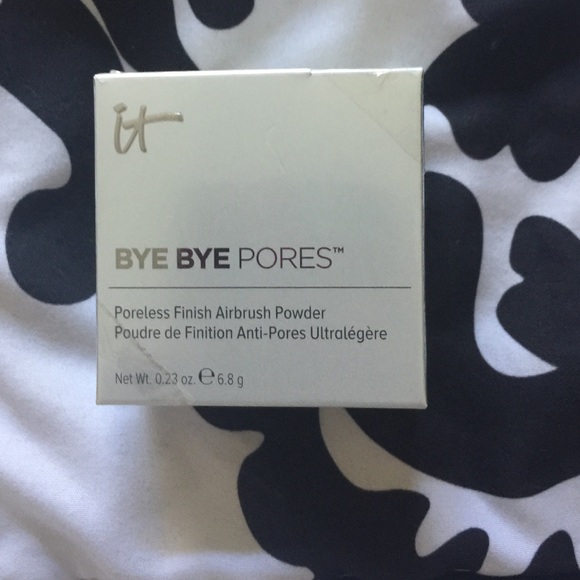 it
BYE BYE PORES™
Poreless Finish Airbrush Powder
Poudre de Finition Anti-Pores Ultralégère
Net Wt. 0.23 oz. ℮ 6.8 g